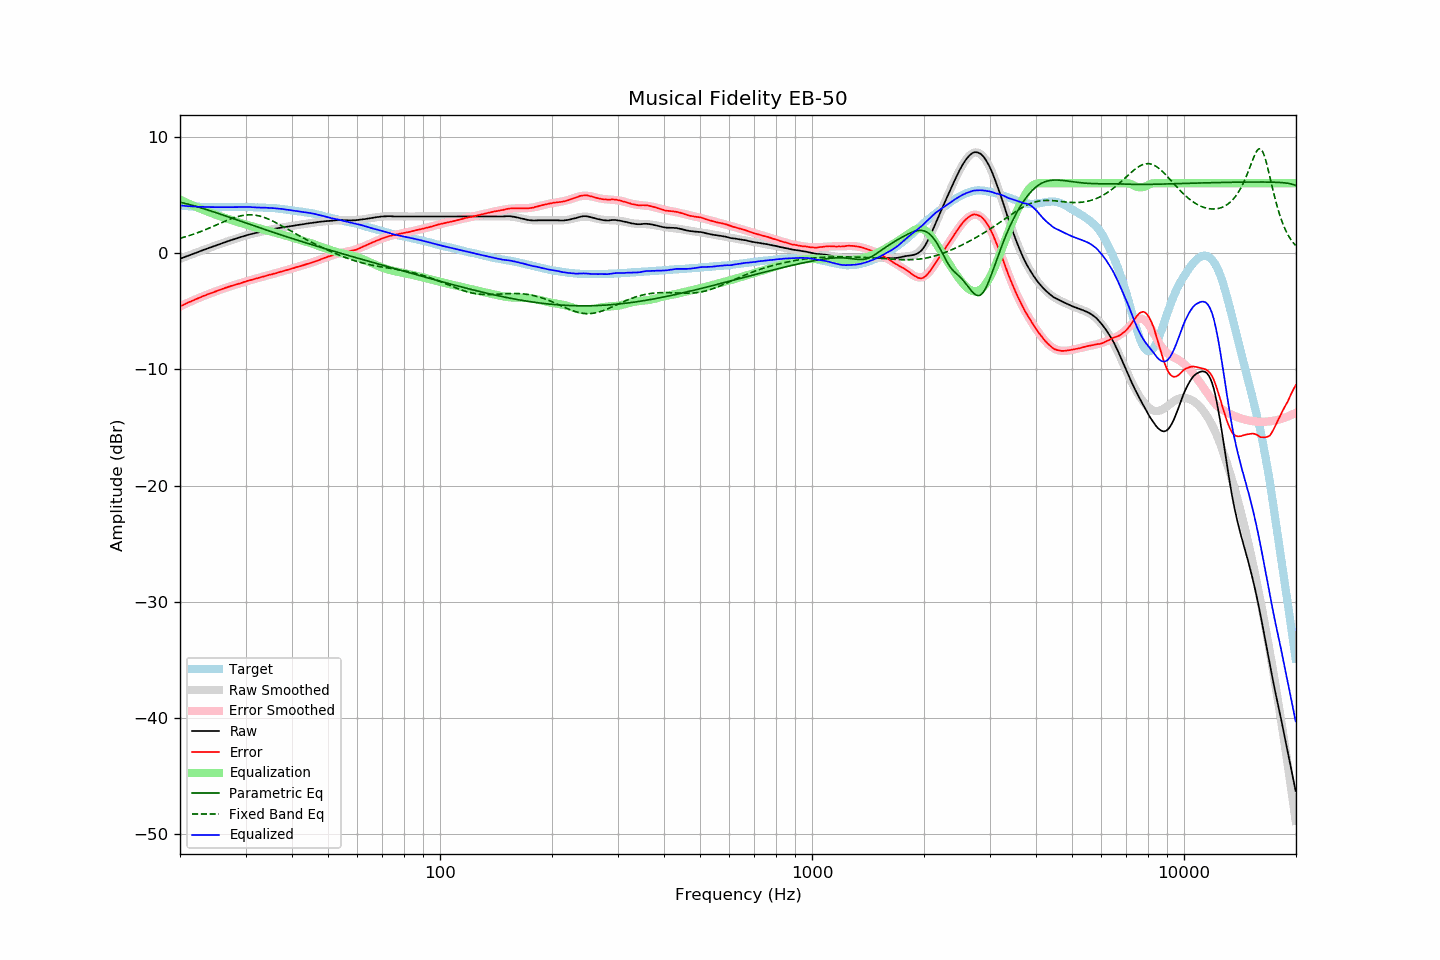 Musical Fidelity EB-50
10
0
−10
−20
−30
−40
−50
Amplitude (dBr)
Target
Raw Smoothed
Error Smoothed
Raw
Error
Equalization
Parametric Eq
Fixed Band Eq
Equalized
100 1000 10000
Frequency (Hz)